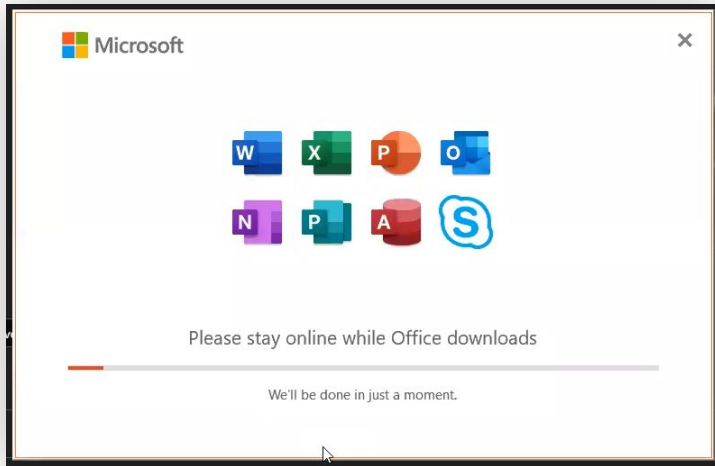 Microsoft
W X P O
N P A S
Please stay online while Office downloads
We'll be done in just a moment.